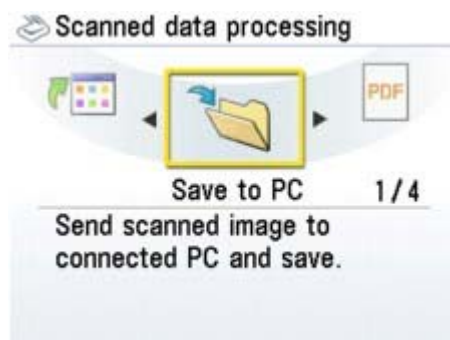 Scanned data processing
PDF
Save to PC 1/4
Send scanned image to
connected PC and save.